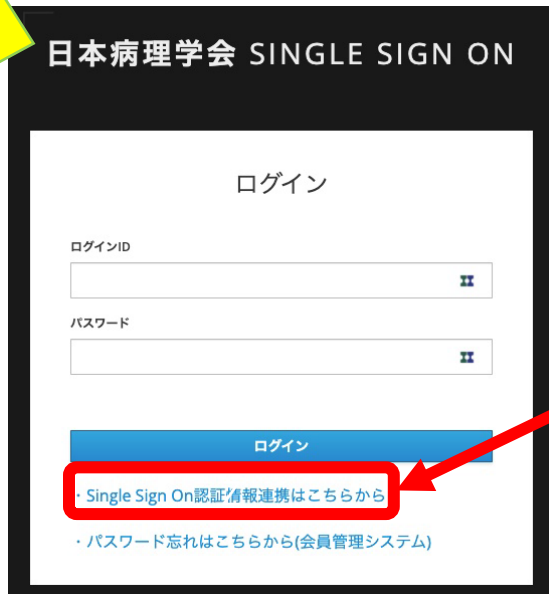 日本病理学会 SINGLE SIGN ON
ログイン
ログインID
パスワード
ログイン
・Single Sign On認証情報連携はこちらから
・パスワード忘れはこちらから(会員管理システム)